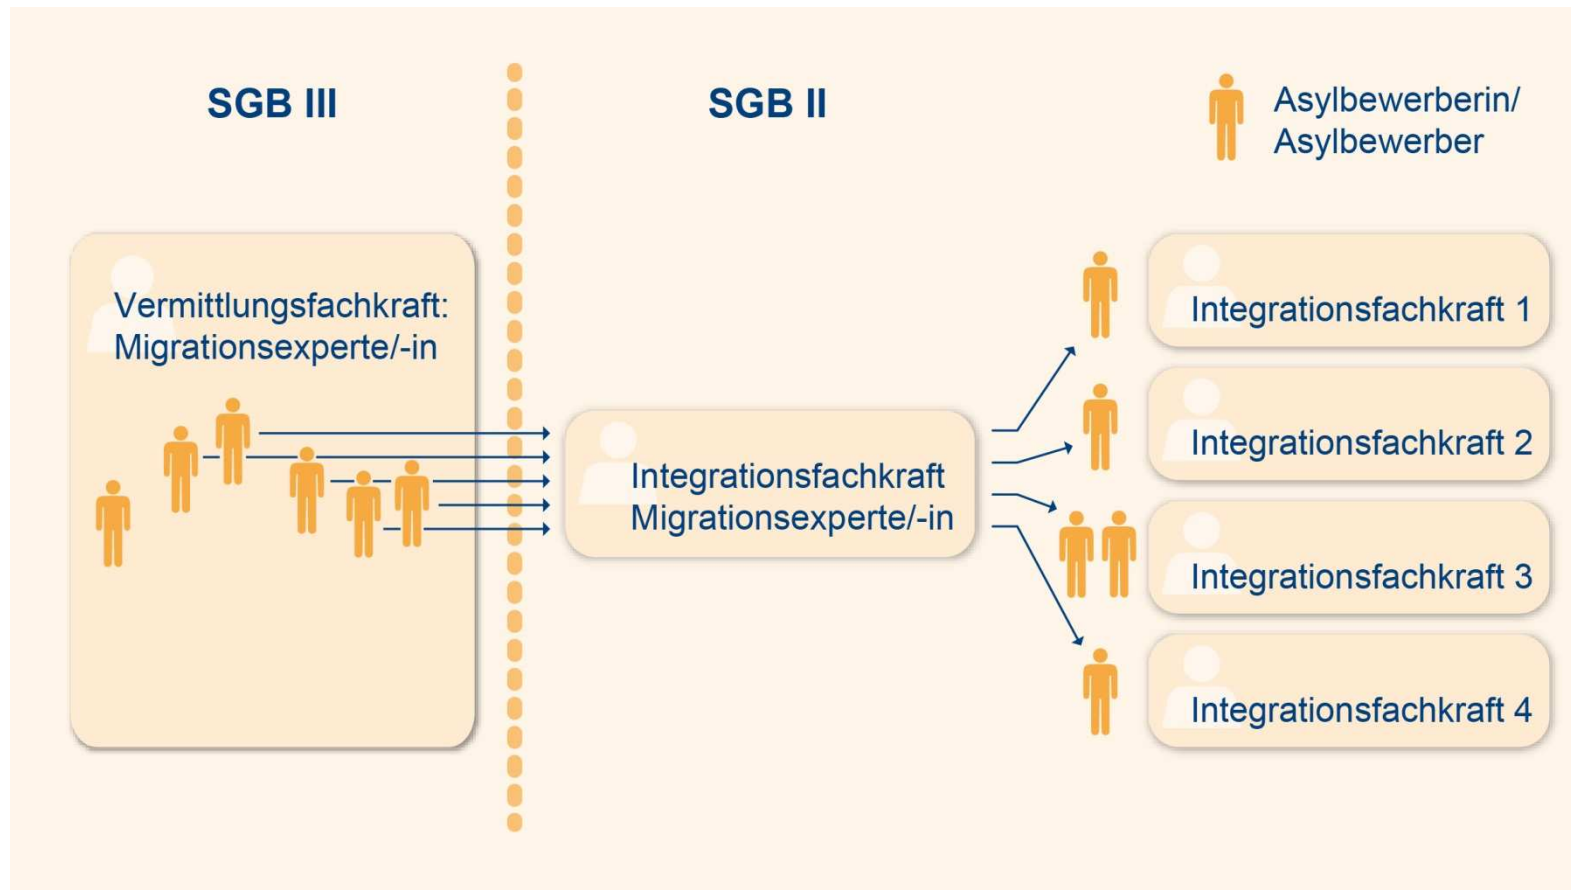 SGB III
SGB II
Asylbewerberin/
Asylbewerber
Vermittlungsfachkraft:
Migrationsexperte/-in
Integrationsfachkraft
Migrationsexperte/-in
Integrationsfachkraft 1
Integrationsfachkraft 2
Integrationsfachkraft 3
Integrationsfachkraft 4